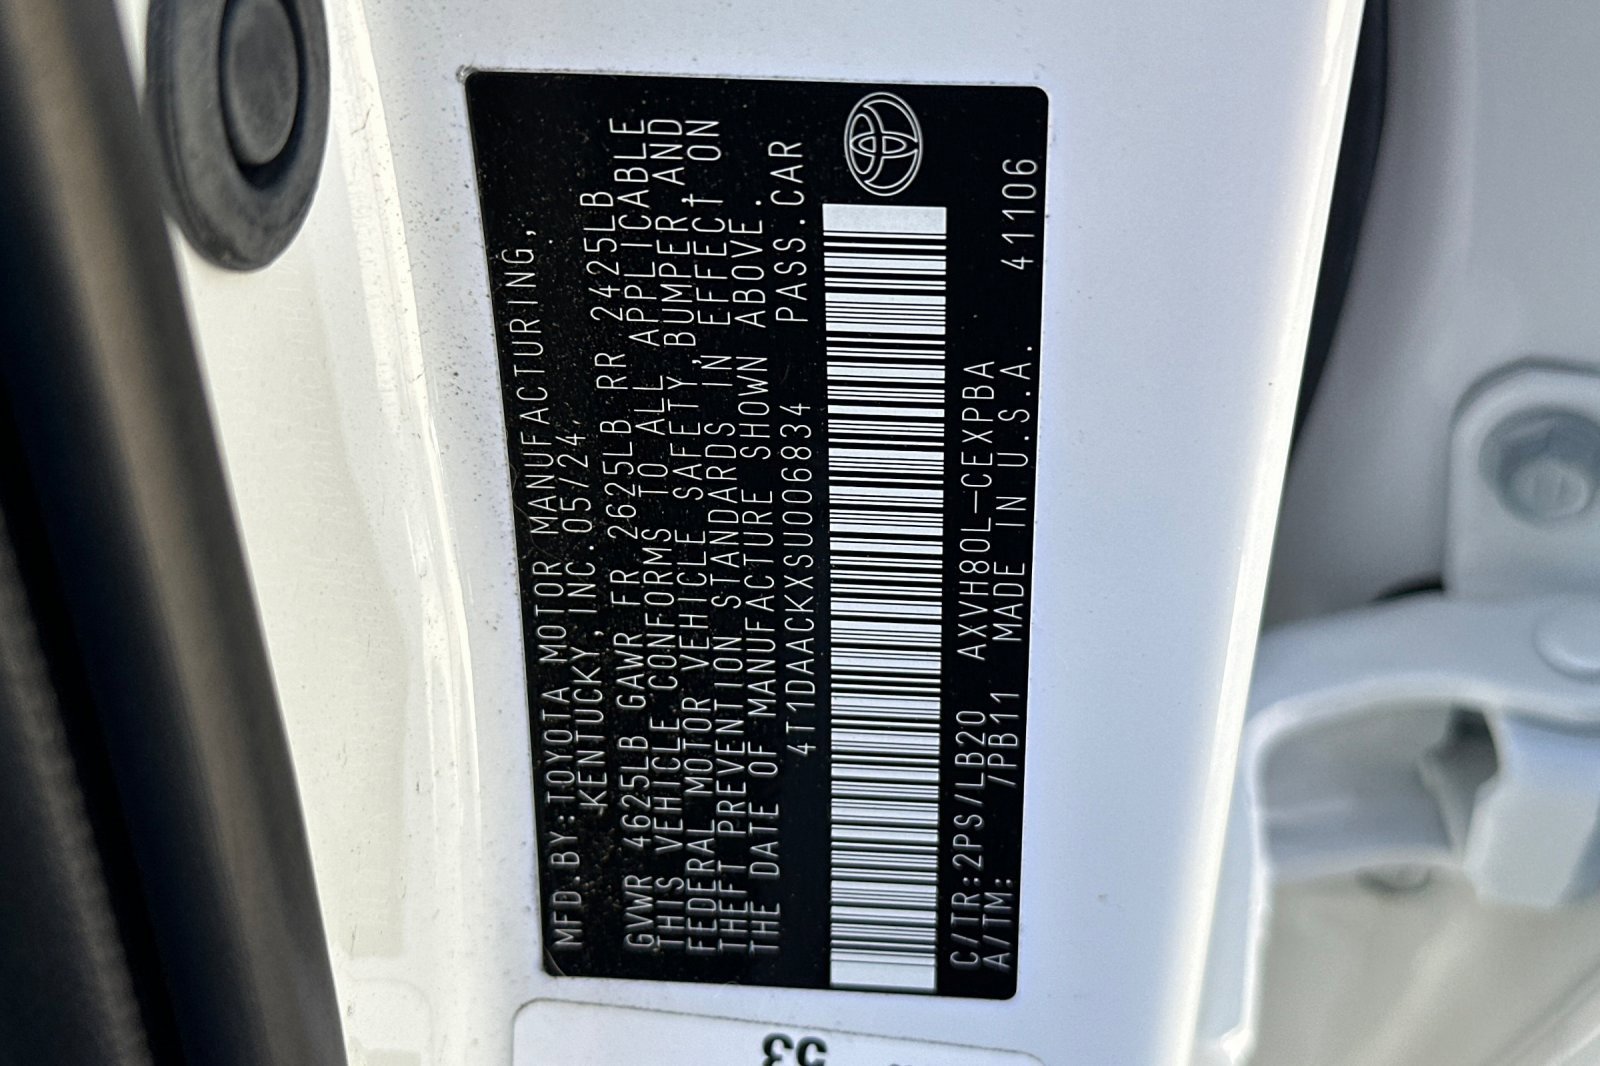 MFD.BY:TOYOTA MOTOR MANUFACTURING,
KENTUCKY, INC. 05/24
GVWR 4625LB GAWR FR 2625LB RR 2425LB
THIS VEHICLE CONFORMS TO ALL APPLICABLE
FEDERAL MOTOR VEHICLE SAFETY, BUMPER, AND
THEFT PREVENTION STANDARDS IN EFFECT ON
THE DATE OF MANUFACTURE SHOWN ABOVE.
4T1DAACKXSU006834 PASS.CAR
C/TR:2PS/LB20 AXVH80L-CEXPBA
A/TM: /PB11 MADE IN U.S.A. 41106
53